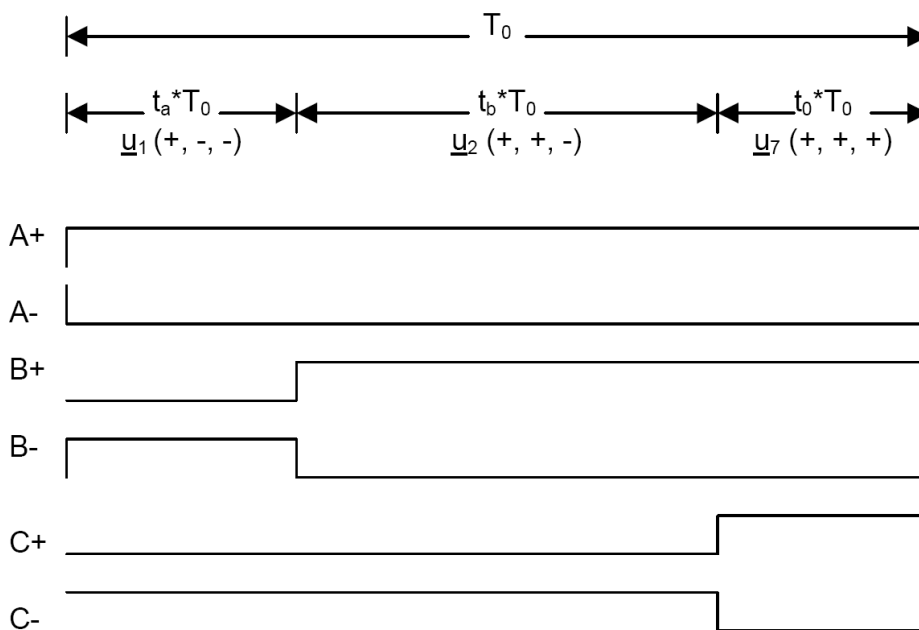 T₀
tₐ*T₀ t_b*T₀ t₀*T₀
u₁ (+, -, -) u₂ (+, +, -) u₇ (+, +, +)
A+
A-
B+
B-
C+
C-